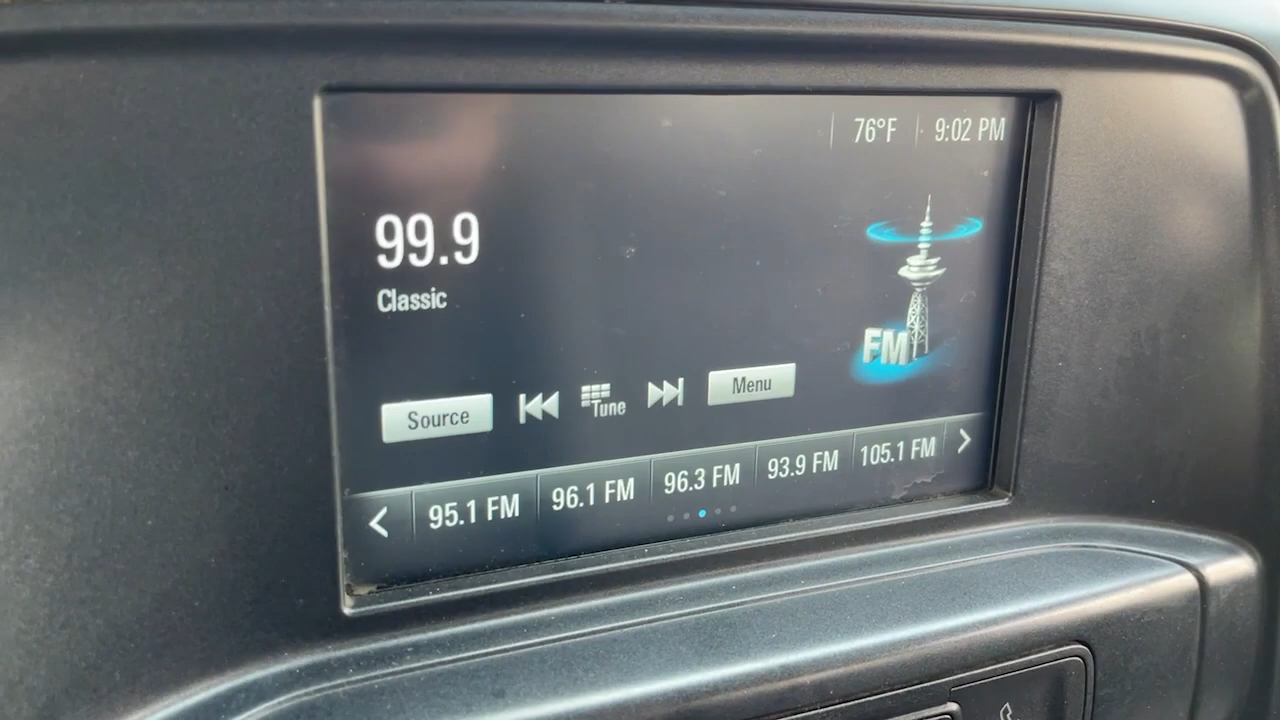 76°F 9:02 PM
99.9
Classic
FM
Source Tune Menu
95.1 FM 96.1 FM 96.3 FM 93.9 FM 105.1 FM